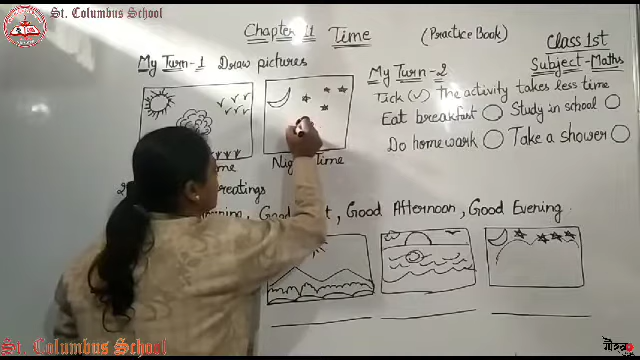 St. Columbus School
Chapter 11 Time (Practice Book)
Class 1st
Subject-Maths
My Turn-1 Draw pictures
My Turn-2
Tick (✓) The activity takes less time
Eat breakfast
Study in school
Do homework
Take a shower
Time
Night Time
Good Afternoon, Good Evening
St. Columbus School